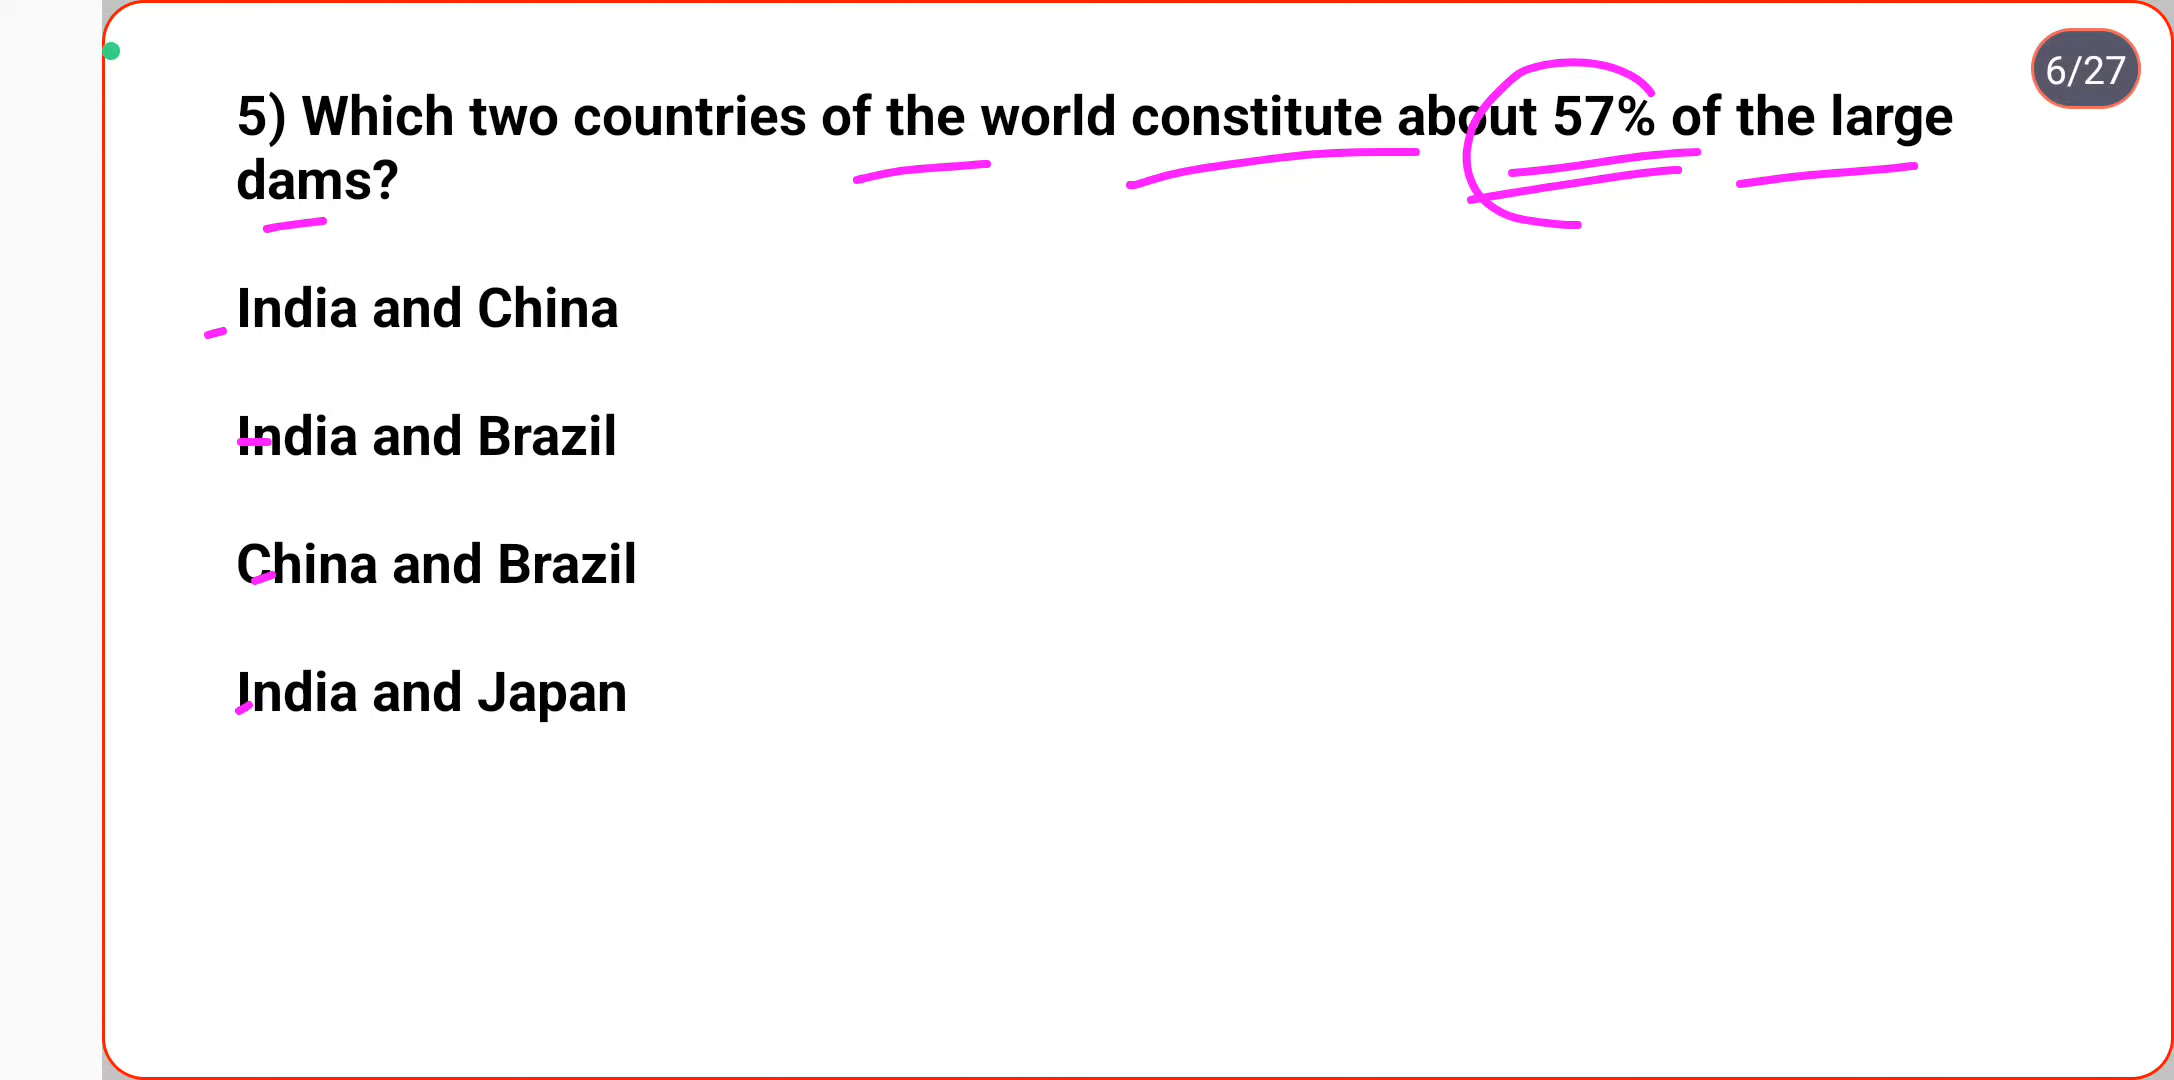 6/27
5) Which two countries of the world constitute about 57% of the large
dams?
India and China
India and Brazil
China and Brazil
India and Japan